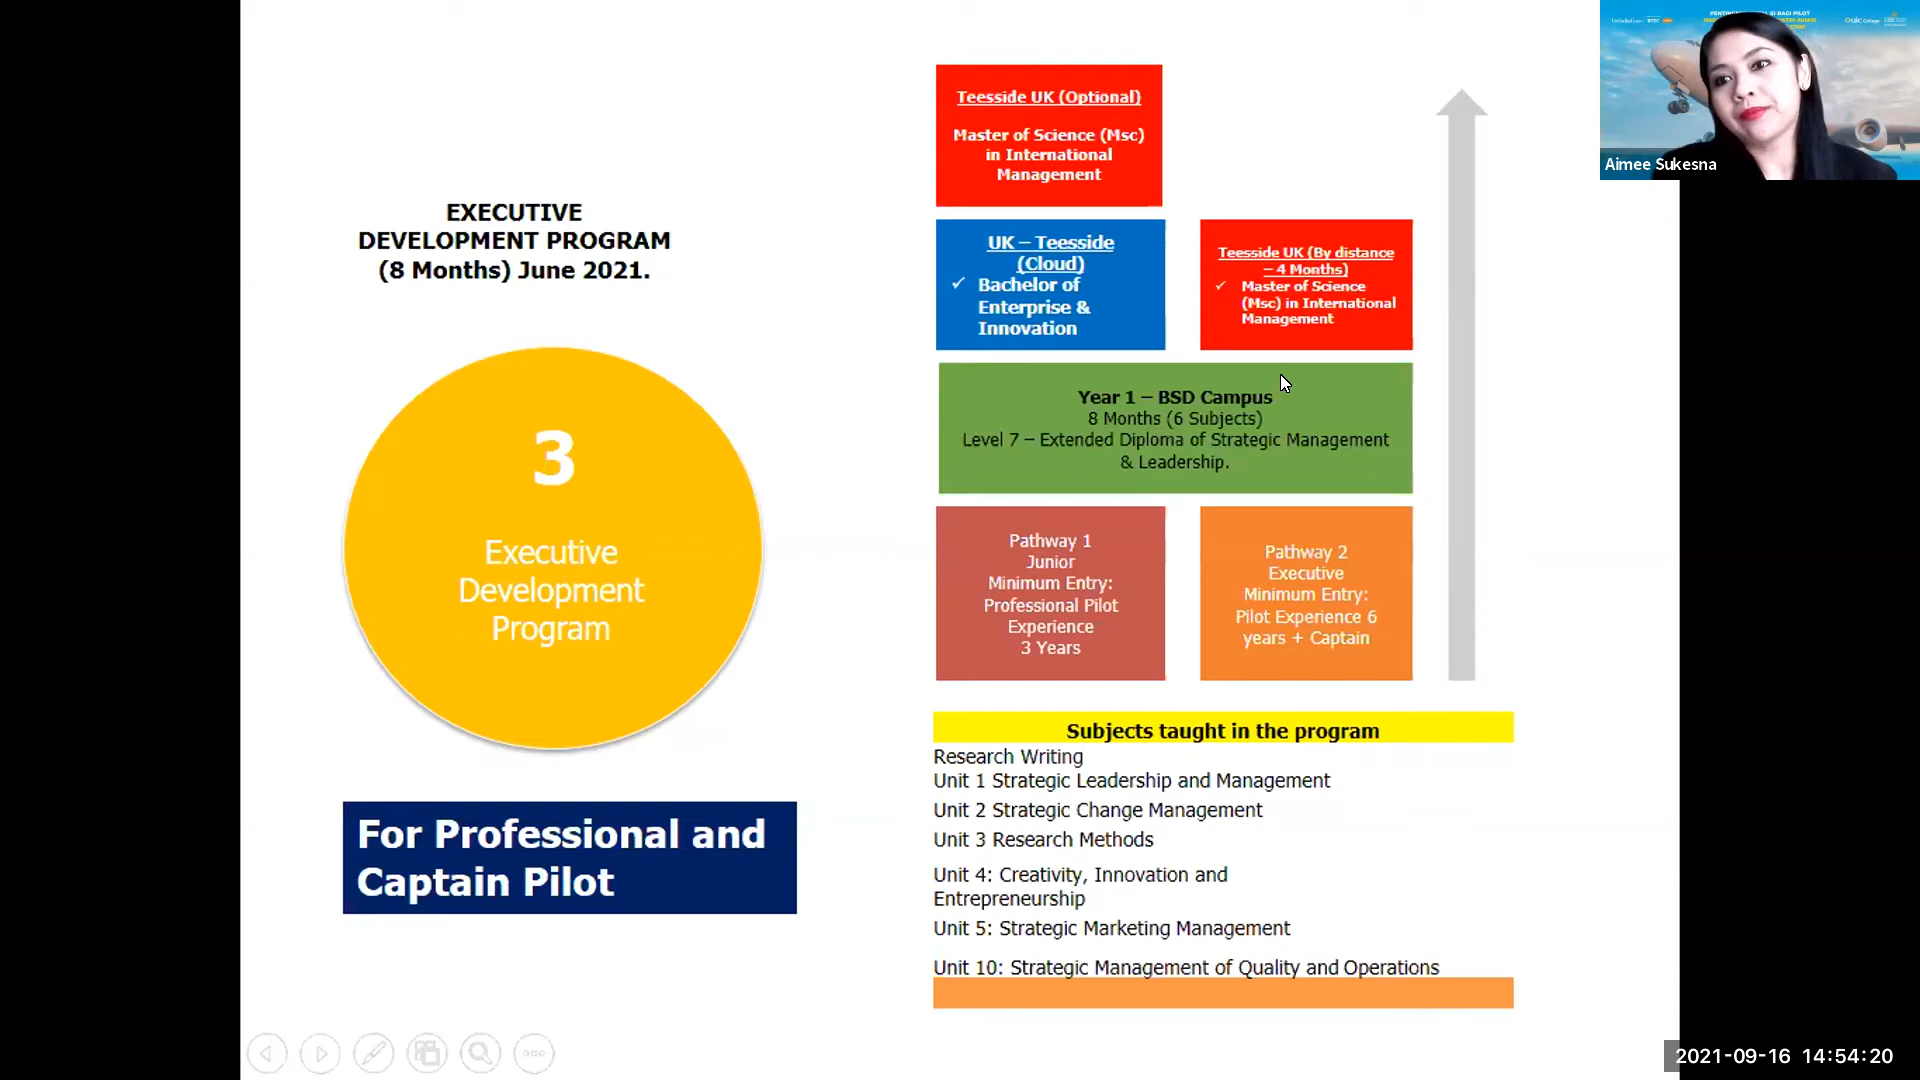 EXECUTIVE
DEVELOPMENT PROGRAM
(8 Months) June 2021.
3
Executive
Development
Program
For Professional and
Captain Pilot
Teesside UK (Optional)
Master of Science (Msc)
in International
Management
UK – Teesside
(Cloud)
✓ Bachelor of
Enterprise &
Innovation
Teesside UK (By distance
– 4 Months)
✓ Master of Science
(Msc) in International
Management
Year 1 – BSD Campus
8 Months (6 Subjects)
Level 7 – Extended Diploma of Strategic Management
& Leadership.
Pathway 1
Junior
Minimum Entry:
Professional Pilot
Experience
3 Years
Pathway 2
Executive
Minimum Entry:
Pilot Experience 6
years + Captain
Subjects taught in the program
Research Writing
Unit 1 Strategic Leadership and Management
Unit 2 Strategic Change Management
Unit 3 Research Methods
Unit 4: Creativity, Innovation and
Entrepreneurship
Unit 5: Strategic Marketing Management
Unit 10: Strategic Management of Quality and Operations
BAGI PILOT
BTEC
College
Aimee Sukesna
2021-09-16 14:54:20